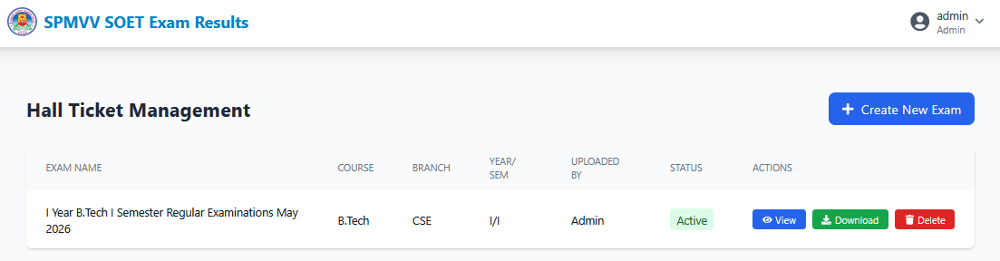 SPMVV SOET Exam Results
admin
Admin
Hall Ticket Management
Create New Exam
EXAM NAME
COURSE
BRANCH
YEAR/
SEM
UPLOADED
BY
STATUS
ACTIONS
I Year B.Tech I Semester Regular Examinations May
2026
B.Tech
CSE
I/I
Admin
Active
View
Download
Delete